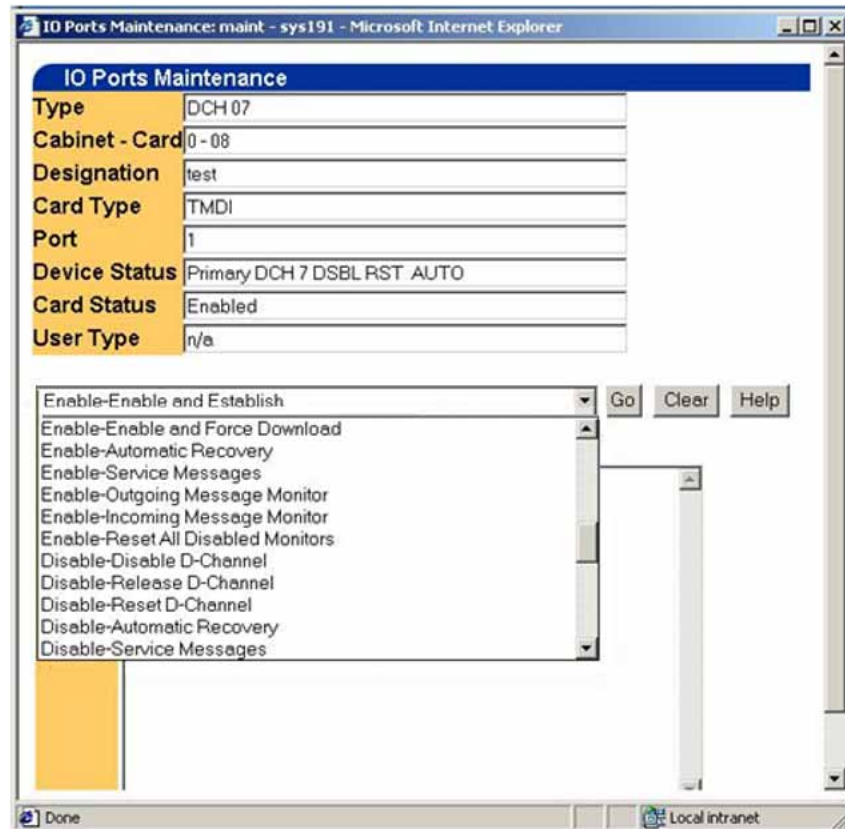 IO Ports Maintenance: maint - sys191 - Microsoft Internet Explorer
IO Ports Maintenance
Type DCH 07
Cabinet - Card 0 - 08
Designation test
Card Type TMDI
Port 1
Device Status Primary DCH 7 DSBL RST AUTO
Card Status Enabled
User Type n/a
Enable-Enable and Establish Go Clear Help
Enable-Enable and Force Download
Enable-Automatic Recovery
Enable-Service Messages
Enable-Outgoing Message Monitor
Enable-Incoming Message Monitor
Enable-Reset All Disabled Monitors
Disable-Disable D-Channel
Disable-Release D-Channel
Disable-Reset D-Channel
Disable-Automatic Recovery
Disable-Service Messages
Done Local intranet